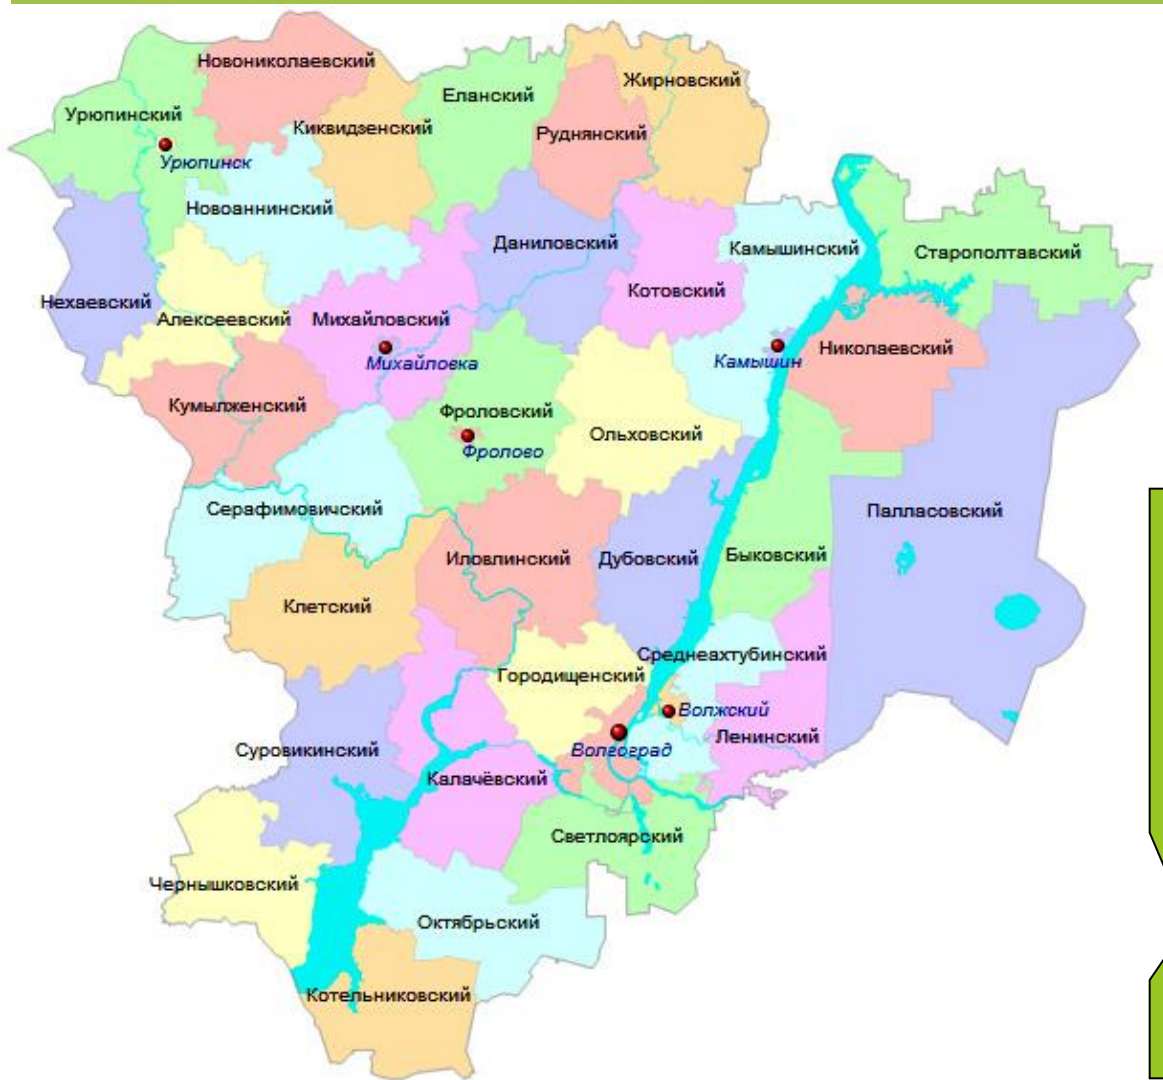 Новониколаевский
Жирновский
Еланский
Урюпинский
Киквидзенский
Руднянский
Урюпинск
Новоаннинский
Даниловский
Камышинский
Старополтавский
Котовский
Нехаевский
Алексеевский
Михайловский
Михайловка
Камышин
Николаевский
Кумылженский
Фроловский
Фролово
Ольховский
Серафимовичский
Палласовский
Иловлинский
Дубовский
Быковский
Клетский
Среднеахтубинский
Городищенский
Волжский
Ленинский
Суровикинский
Волгоград
Калачёвский
Светлоярский
Чернышковский
Октябрьский
Котельниковский